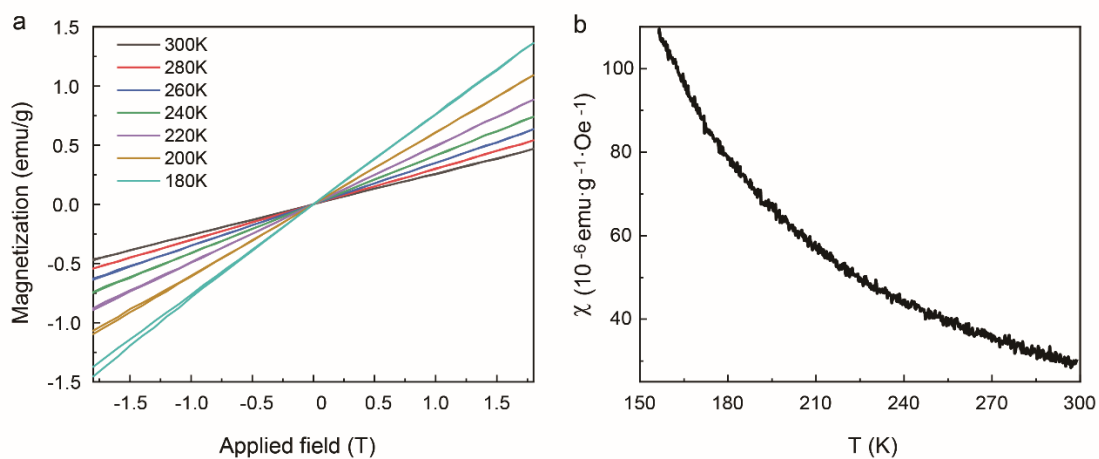 a
Magnetization (emu/g)
1.5
1.0
0.5
0.0
-0.5
-1.0
-1.5
300K
280K
260K
240K
220K
200K
180K
-1.5 -1.0 -0.5 0 0.5 1.0 1.5
Applied field (T)
b
χ (10⁻⁶ emu·g⁻¹·Oe⁻¹)
100
80
60
40
150 180 210 240 270 300
T (K)